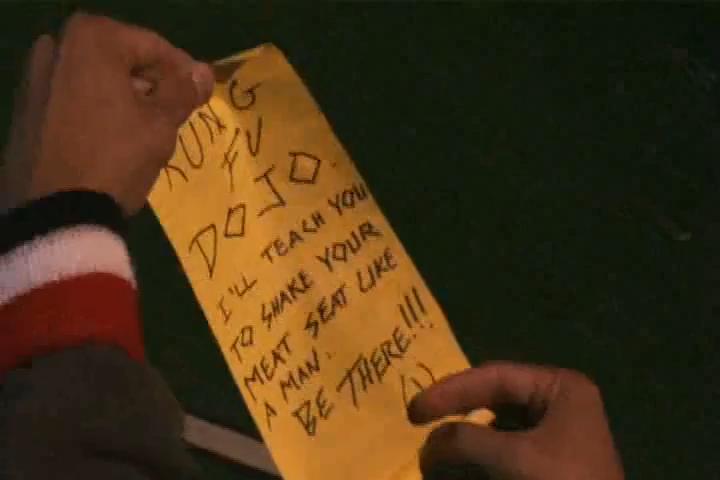 KUNG
FU
DOJO.
I'LL TEACH YOU
TO SHAKE YOUR
MEAT SEAT LIKE
A MAN.
BE THERE!!!